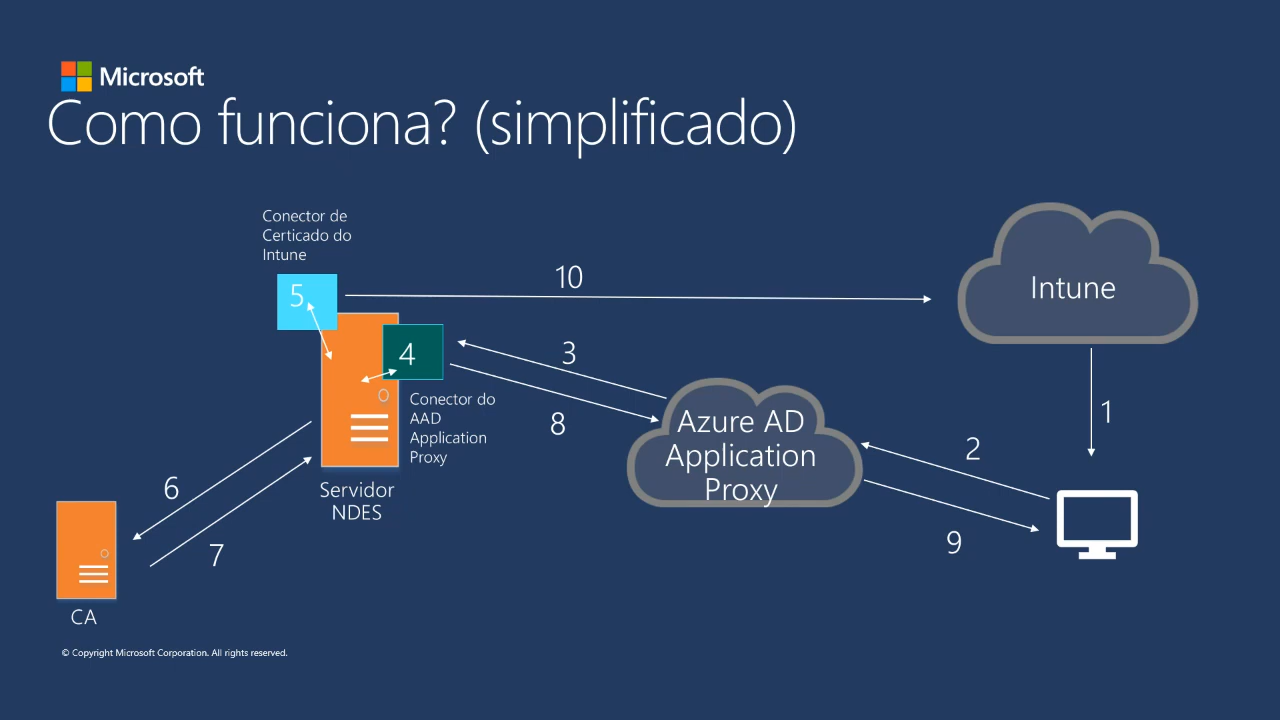 Microsoft
Como funciona? (simplificado)
Conector de
Certicado do
Intune
10
Intune
5
4
3
Conector do
AAD
Application
Proxy
8
Azure AD
Application
Proxy
1
2
9
6
7
Servidor
NDES
CA
© Copyright Microsoft Corporation. All rights reserved.